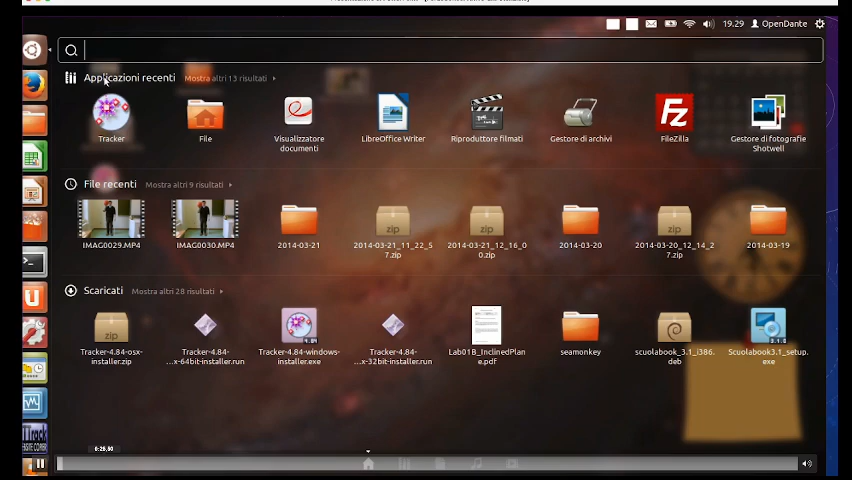 19.29 OpenDante
Applicazioni recenti Mostra altri 13 risultati
Tracker
File
Visualizzatore
documenti
LibreOffice Writer
Riproduttore filmati
Gestore di archivi
FileZilla
Gestore di fotografie
Shotwell
File recenti Mostra altri 9 risultati
IMAG0029.MP4
IMAG0030.MP4
2014-03-21
2014-03-21_11_22_5
7.zip
2014-03-21_12_16_0
0.zip
2014-03-20
2014-03-20_12_14_2
7.zip
2014-03-19
Scaricati Mostra altri 28 risultati
Tracker-4.84-osx-
installer.zip
Tracker-4.84-
...x-64bit-installer.run
Tracker-4.84-windows-
installer.exe
Tracker-4.84-
...x-32bit-installer.run
Lab01B_InclinedPlan
e.pdf
seamonkey
scuolabook_3.1_i386.
deb
Scuolabook3.1_setup.
exe